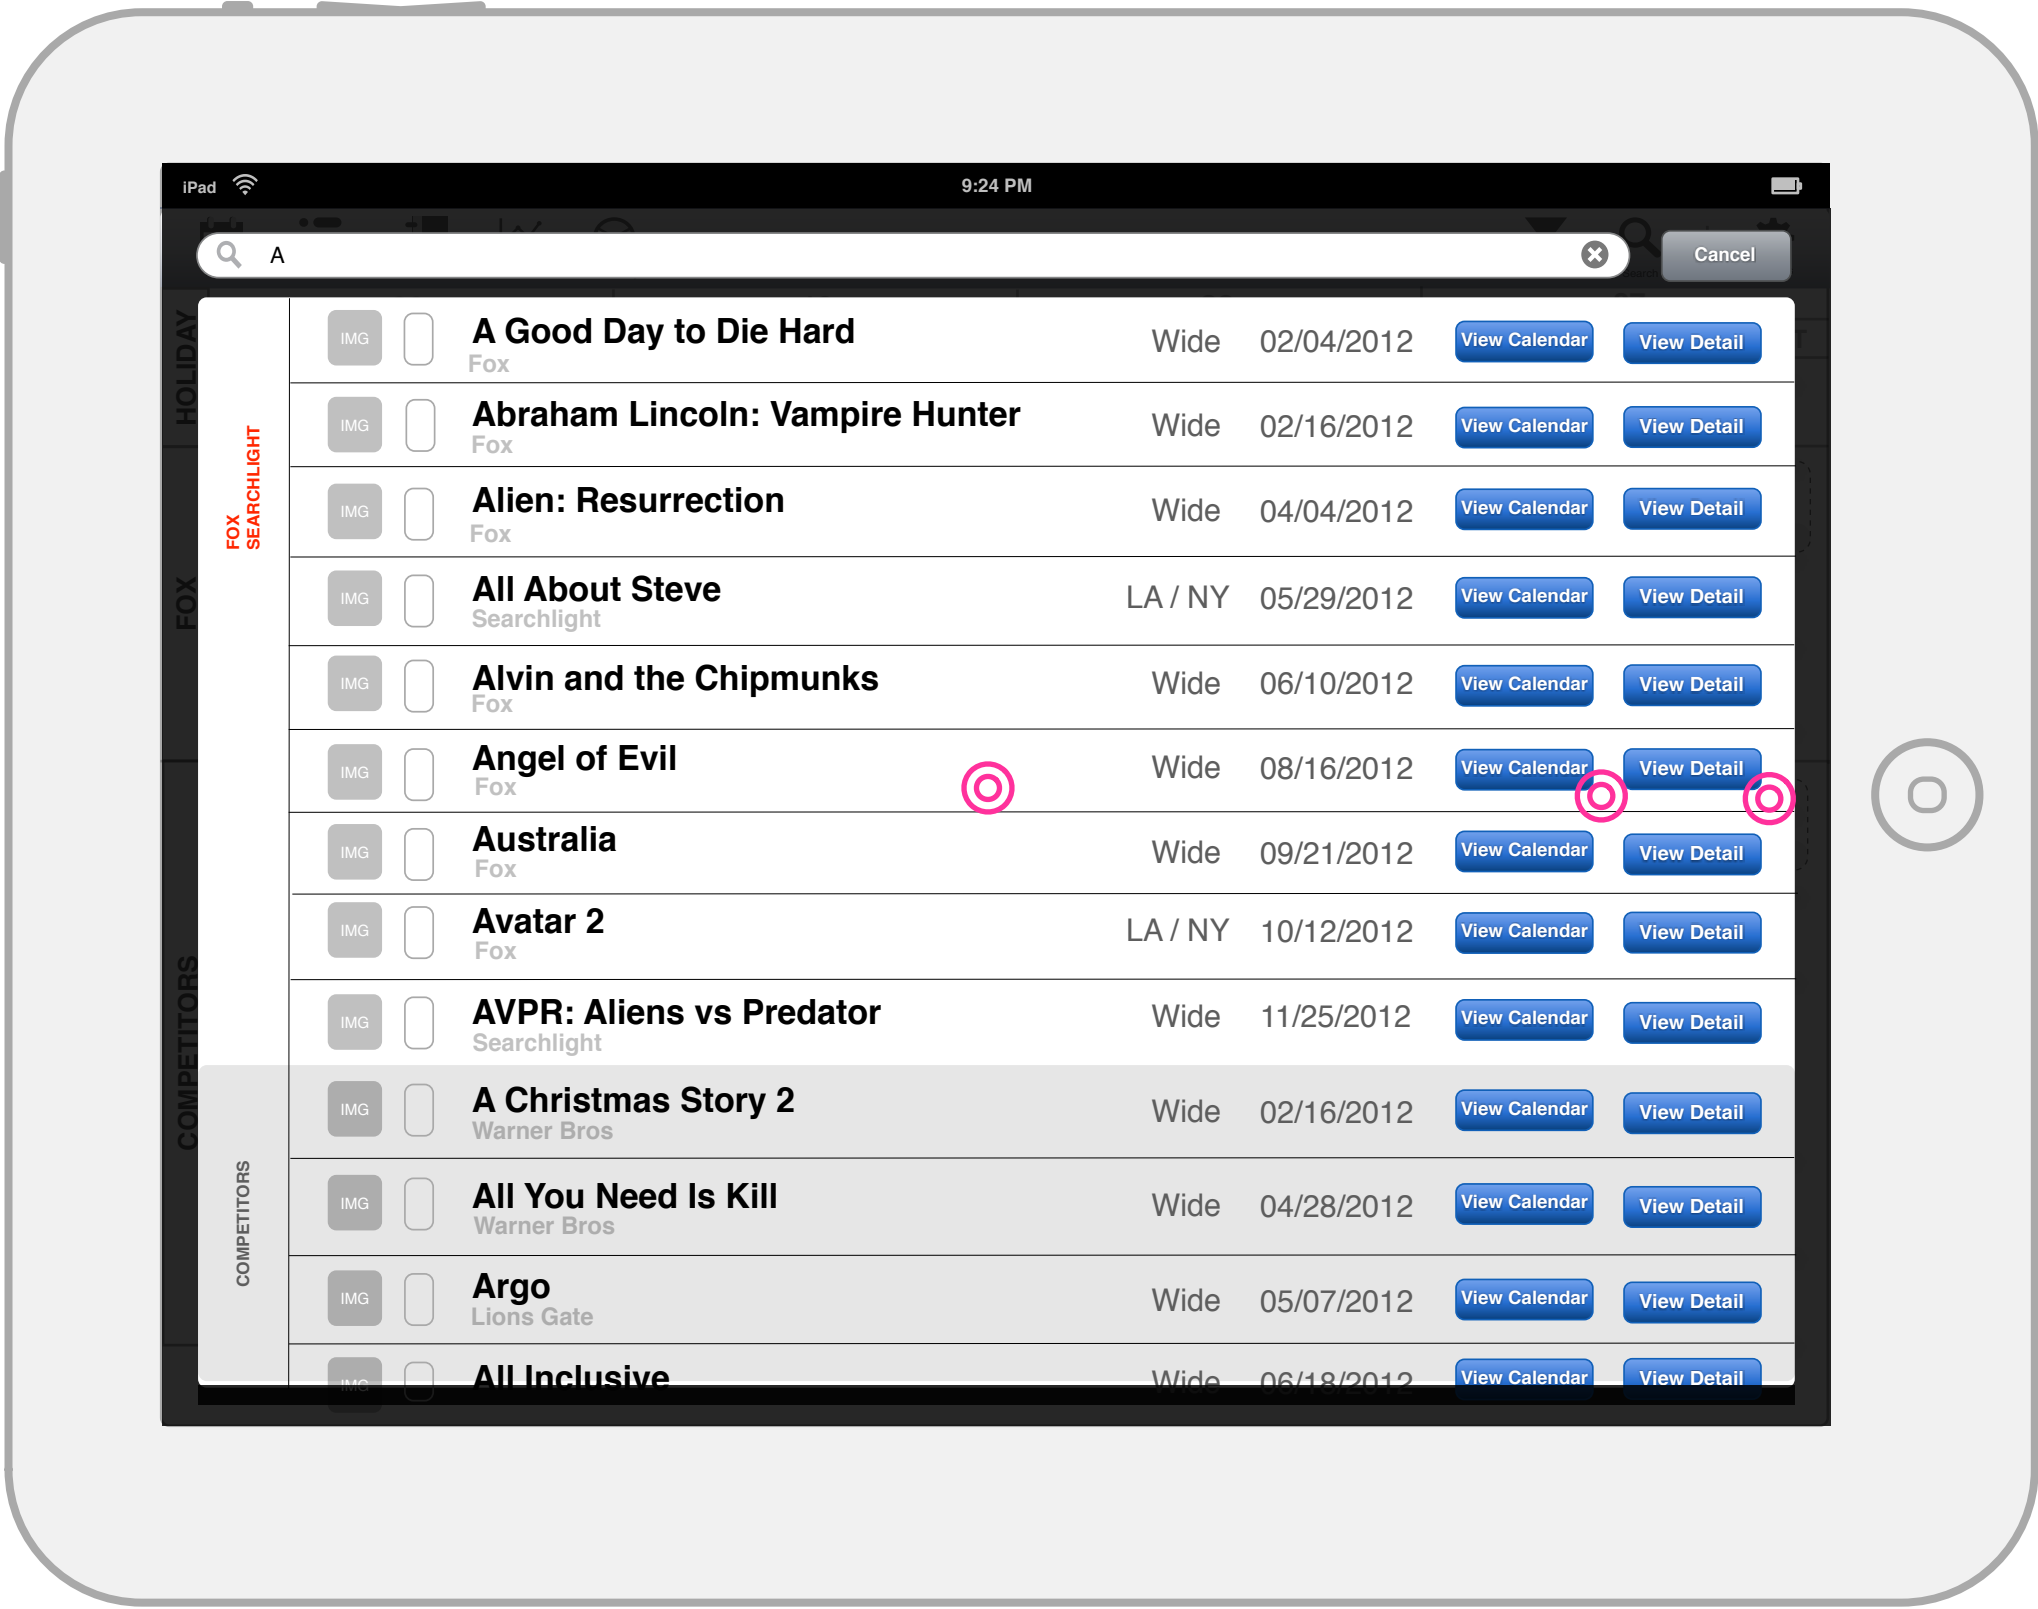 iPad
9:24 PM
A
Cancel
HOLIDAY
FOX
COMPETITORS
FOX
SEARCHLIGHT
IMG
A Good Day to Die Hard
Fox
Wide
02/04/2012
View Calendar
View Detail
IMG
Abraham Lincoln: Vampire Hunter
Fox
Wide
02/16/2012
View Calendar
View Detail
IMG
Alien: Resurrection
Fox
Wide
04/04/2012
View Calendar
View Detail
IMG
All About Steve
Searchlight
LA / NY
05/29/2012
View Calendar
View Detail
IMG
Alvin and the Chipmunks
Fox
Wide
06/10/2012
View Calendar
View Detail
IMG
Angel of Evil
Fox
Wide
08/16/2012
View Calendar
View Detail
IMG
Australia
Fox
Wide
09/21/2012
View Calendar
View Detail
IMG
Avatar 2
Fox
LA / NY
10/12/2012
View Calendar
View Detail
IMG
AVPR: Aliens vs Predator
Searchlight
Wide
11/25/2012
View Calendar
View Detail
COMPETITORS
IMG
A Christmas Story 2
Warner Bros
Wide
02/16/2012
View Calendar
View Detail
IMG
All You Need Is Kill
Warner Bros
Wide
04/28/2012
View Calendar
View Detail
IMG
Argo
Lions Gate
Wide
05/07/2012
View Calendar
View Detail
IMG
All Inclusive
Wide
06/18/2012
View Calendar
View Detail